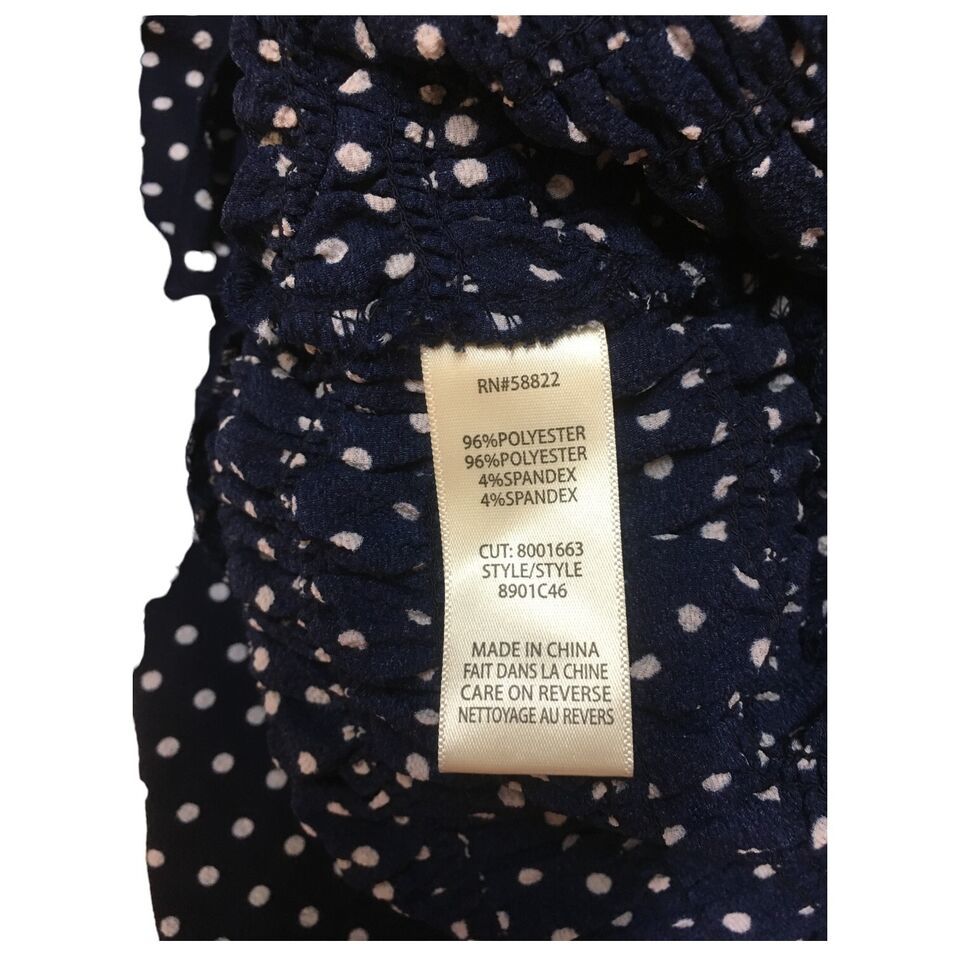 RN#58822
96%POLYESTER
96%POLYESTER
4%SPANDEX
4%SPANDEX
CUT: 8001663
STYLE/STYLE
8901C46
MADE IN CHINA
FAIT DANS LA CHINE
CARE ON REVERSE
NETTOYAGE AU REVERS